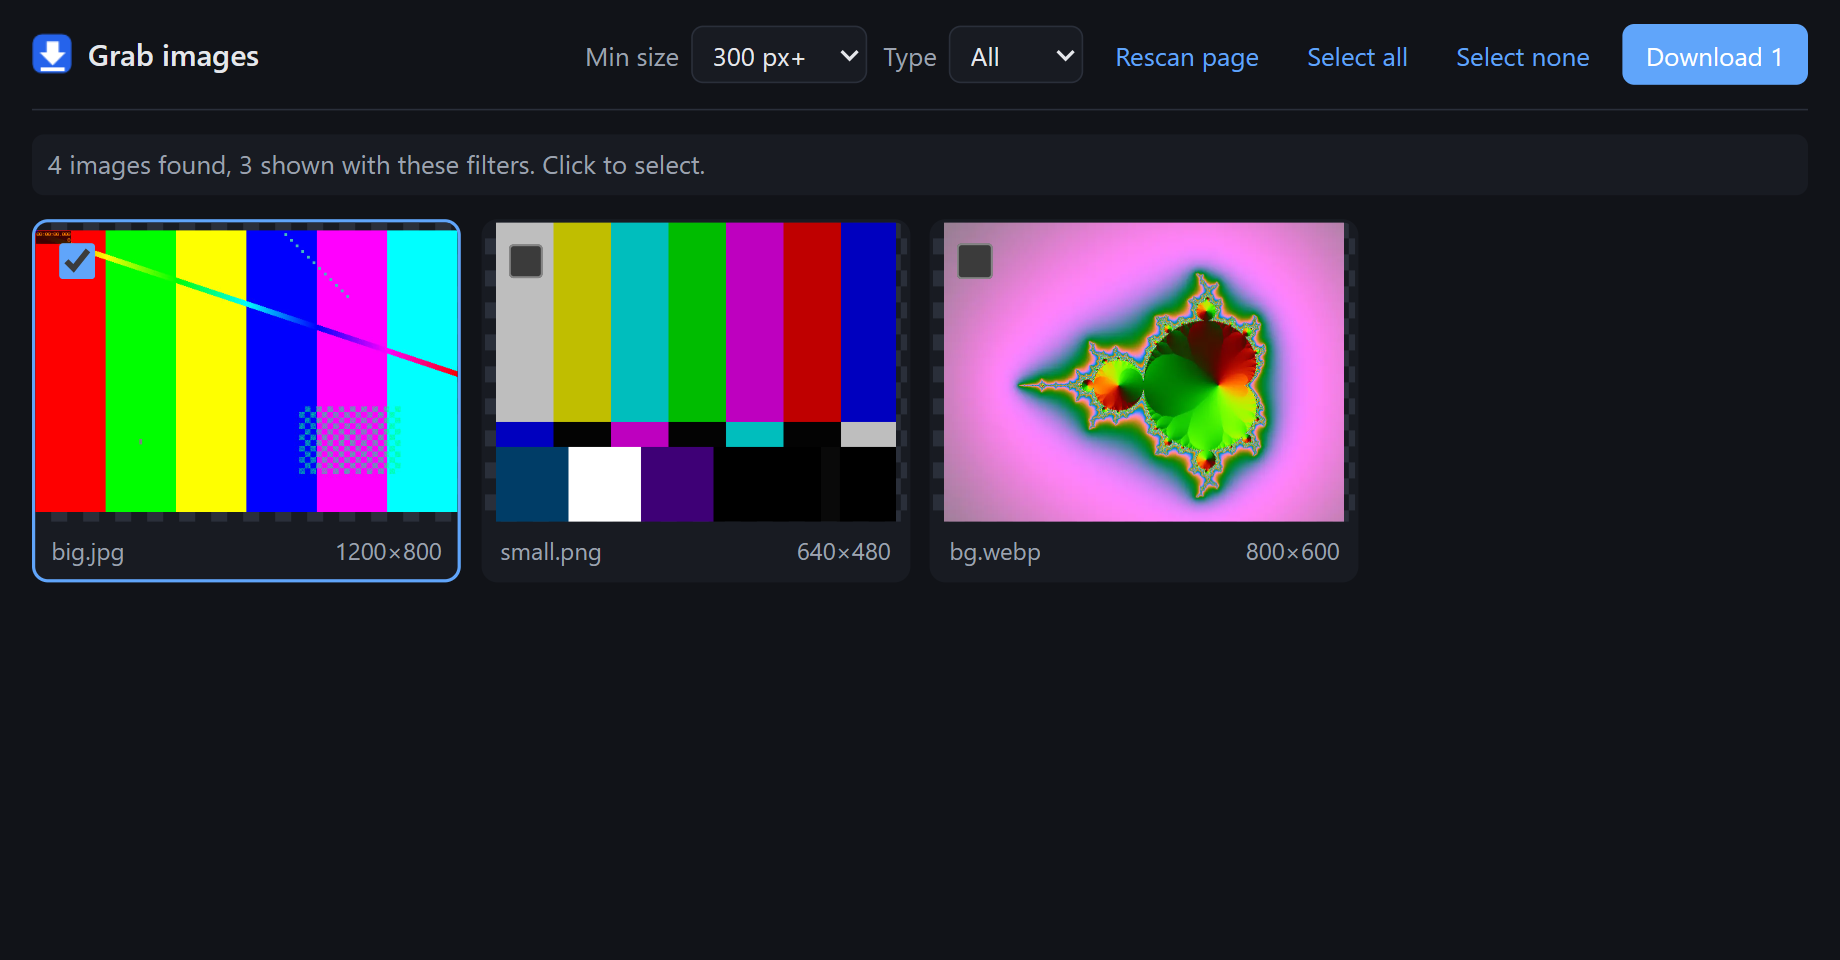 Grab images
Min size 300 px+ Type All Rescan page Select all Select none Download 1
4 images found, 3 shown with these filters. Click to select.
big.jpg 1200×800
small.png 640×480
bg.webp 800×600